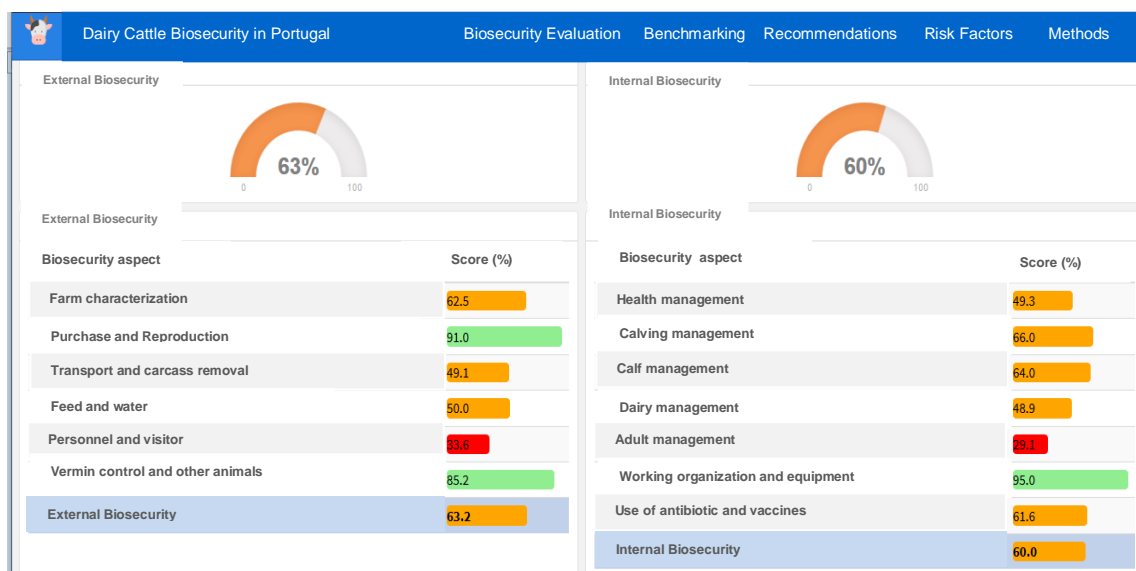 Dairy Cattle Biosecurity in Portugal Biosecurity Evaluation Benchmarking Recommendations Risk Factors Methods
External Biosecurity
63%
0 100
External Biosecurity
Biosecurity aspect Score (%)
Farm characterization 62.5
Purchase and Reproduction 91.0
Transport and carcass removal 49.1
Feed and water 50.0
Personnel and visitor 33.6
Vermin control and other animals 85.2
External Biosecurity 63.2
Internal Biosecurity
60%
0 100
Internal Biosecurity
Biosecurity aspect Score (%)
Health management 49.3
Calving management 66.0
Calf management 64.0
Dairy management 48.9
Adult management 29.1
Working organization and equipment 95.0
Use of antibiotic and vaccines 61.6
Internal Biosecurity 60.0